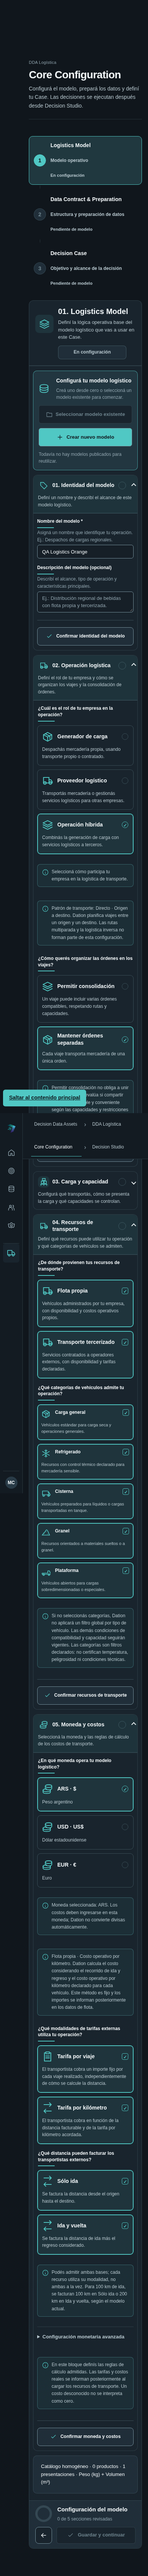 DDA Logística
Core Configuration
Configurá el modelo, prepará los datos y definí
la Case. Las decisiones se ejecutan después
desde Decision Studio.
Logistics Model
1
Modelo operativo
En configuración
Data Contract & Preparation
2
Estructura y preparación de datos
Pendiente de modelo
Decision Case
3
Objetivo y alcance de la decisión
Pendiente de modelo
01. Logistics Model
Definí la lógica operativa base del
modelo logístico que vas a usar en
este Case.
En configuración
Configurá tu modelo logístico
Creá uno desde cero o seleccioná un
modelo existente para comenzar.
Seleccionar modelo existente
Crear nuevo modelo
Todavía no hay modelos publicados para
reutilizar.
01. Identidad del modelo
Definí un nombre y describí el alcance de este
modelo logístico.
Nombre del modelo *
Asigná un nombre que identifique tu operación.
Ej.: Despachos de cargas regionales.
QA Logistics Orange
Descripción del modelo (opcional)
Describí el alcance, tipo de operación y
características principales.
Ej.: Distribución regional de bebidas
con flota propia y tercerizada.
Confirmar identidad del modelo
02. Operación logística
Definí el rol de tu empresa y cómo se
organizan los viajes y la consolidación de
órdenes.
¿Cuál es el rol de tu empresa en la
operación?
Generador de carga
Despachás mercadería propia, usando
transporte propio o contratado.
Proveedor logístico
Transportás mercadería o gestionás
servicios logísticos para otras empresas.
Operación híbrida
Combinás la generación de carga con
servicios logísticos a terceros.
Seleccioná cómo participa tu
empresa en la logística de transporte.
Patrón de transporte: Directo · Origen
a destino. Dation planifica viajes entre
un origen y un destino. Las rutas
multiparada y la logística inversa no
forman parte de esta configuración.
¿Cómo querés organizar las órdenes en los
viajes?
Permitir consolidación
Un viaje puede incluir varias órdenes
compatibles, respetando rutas y
capacidades.
Mantener órdenes
separadas
Cada viaje transporta mercadería de una
única orden.
Permitir consolidación no obliga a unir
Saltar al contenido principal
según las capacidades y restricciones
Decision Data Assets
DDA Logística
Core Configuration
Decision Studio
MC
03. Carga y capacidad
Configurá qué transportás, cómo se presenta
la carga y qué capacidades se controlan.
04. Recursos de
transporte
Definí qué recursos puede utilizar tu operación
y qué categorías de vehículos se admiten.
¿De dónde provienen tus recursos de
transporte?
Flota propia
Vehículos administrados por tu empresa,
con disponibilidad y costos operativos
propios.
Transporte tercerizado
Servicios contratados a operadores
externos, con disponibilidad y tarifas
declaradas.
¿Qué categorías de vehículos admite tu
operación?
Carga general
Vehículos estándar para carga seca y
operaciones generales.
Refrigerado
Recursos con control térmico declarado para
mercadería sensible.
Cisterna
Vehículos preparados para líquidos o cargas
transportadas en tanque.
Granel
Recursos orientados a materiales sueltos o a
granel.
Plataforma
Vehículos abiertos para cargas
sobredimensionadas o especiales.
Si no seleccionás categorías, Dation
no aplicará un filtro global por tipo de
vehículo. Las demás condiciones de
compatibilidad y capacidad seguirán
vigentes. Las categorías son filtros
declarativos: no certifican temperatura,
peligrosidad ni condiciones técnicas.
Confirmar recursos de transporte
05. Moneda y costos
Seleccioná la moneda y las reglas de cálculo
de los costos de transporte.
¿En qué moneda opera tu modelo
logístico?
ARS · $
Peso argentino
USD · US$
Dólar estadounidense
EUR · €
Euro
Moneda seleccionada: ARS. Los
costos deben ingresarse en esta
moneda. Dation no convierte divisas
automáticamente.
Flota propia · Costo operativo por
kilómetro. Dation calcula el costo
considerando el recorrido de ida y
regreso y el costo operativo por
kilómetro declarado para cada
vehículo. Este método es fijo y los
importes se informan posteriormente
en los datos de flota.
¿Qué modalidades de tarifas externas
utiliza tu operación?
Tarifa por viaje
El transportista cobra un importe fijo por
cada viaje realizado, independientemente
de cómo se calcule la distancia.
Tarifa por kilómetro
El transportista cobra en función de la
distancia facturable y de la tarifa por
kilómetro acordada.
¿Qué distancia pueden facturar los
transportistas externos?
Sólo ida
Se factura la distancia desde el origen
hasta el destino.
Ida y vuelta
Se factura la distancia de ida más el
regreso considerado.
Podés admitir ambas bases; cada
recurso utiliza su modalidad, no
ambas a la vez. Para 100 km de ida,
se facturan 100 km en Sólo ida o 200
km en Ida y vuelta, según el modelo
actual.
Configuración monetaria avanzada
En este bloque definís las reglas de
cálculo admitidas. Las tarifas y costos
reales se informan posteriormente al
cargar los recursos de transporte. Un
costo desconocido no se interpreta
como cero.
Confirmar moneda y costos
Catálogo homogéneo · 0 productos · 1
presentaciones · Peso (kg) + Volumen
(m³)
Configuración del modelo
0 de 5 secciones revisadas
Guardar y continuar